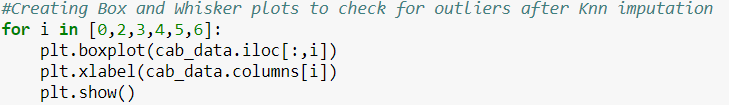 #Creating Box and Whisker plots to check for outliers after Knn imputation
for i in [0,2,3,4,5,6]:
    plt.boxplot(cab_data.iloc[:,i])
    plt.xlabel(cab_data.columns[i])
    plt.show()